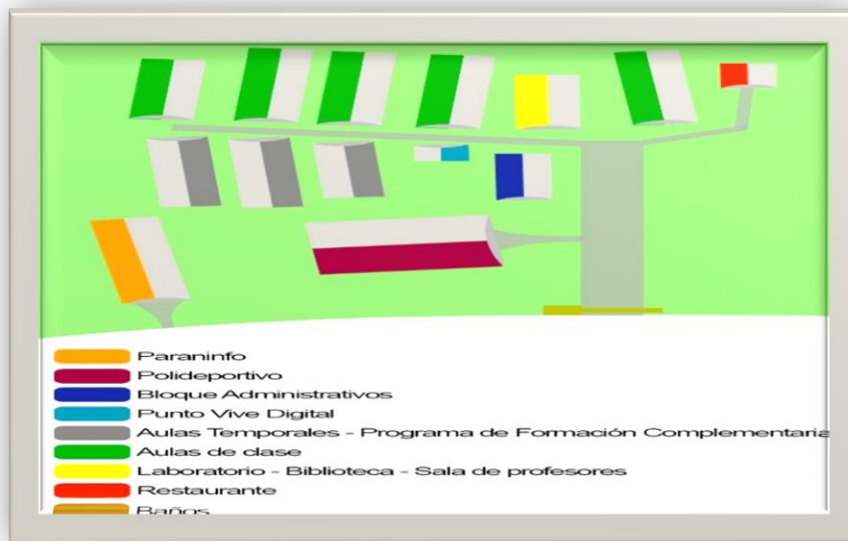 Paraninfo
Polideportivo
Bloque Administrativos
Punto Vive Digital
Aulas Temporales - Programa de Formación Complementaria
Aulas de clase
Laboratorio - Biblioteca - Sala de profesores
Restaurante
Baños